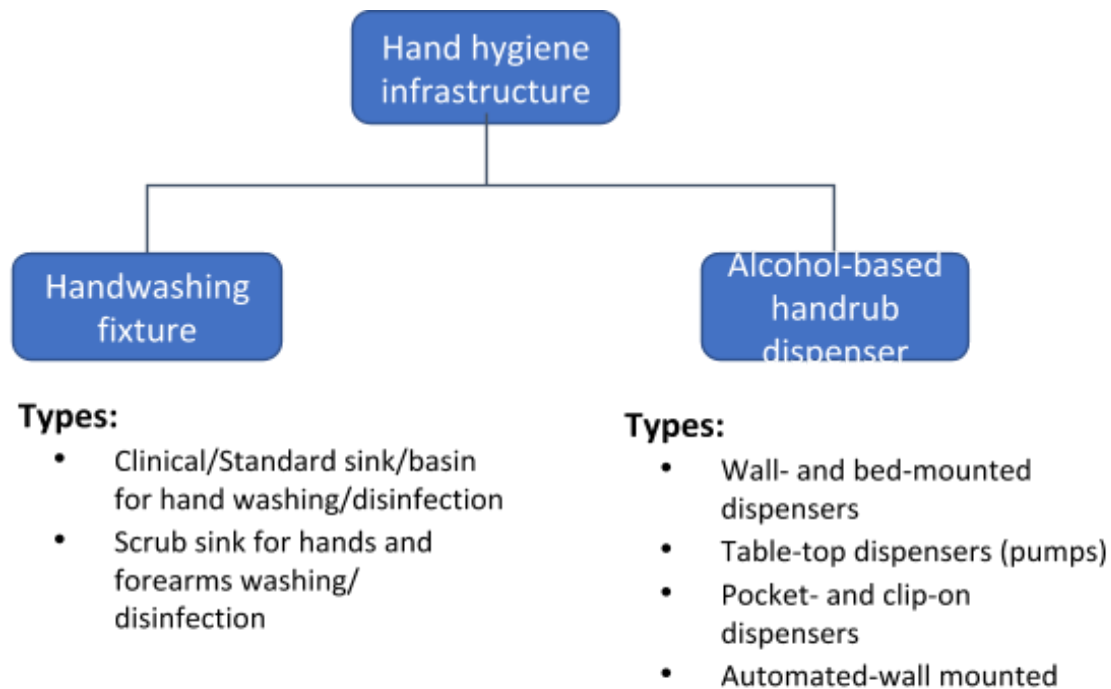 Hand hygiene
infrastructure
Handwashing
fixture
Types:
• Clinical/Standard sink/basin
for hand washing/disinfection
• Scrub sink for hands and
forearms washing/
disinfection
Alcohol-based
handrub
dispenser
Types:
• Wall- and bed-mounted
dispensers
• Table-top dispensers (pumps)
• Pocket- and clip-on
dispensers
• Automated-wall mounted